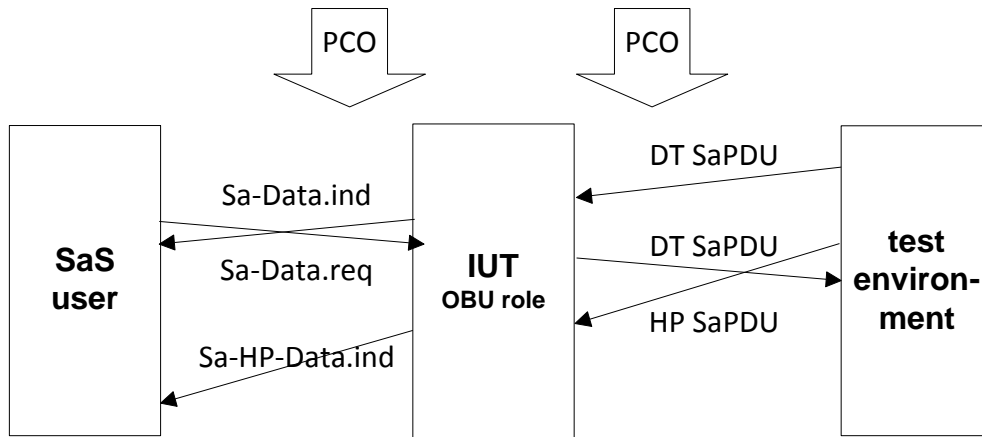 PCO
PCO
DT SaPDU
Sa-Data.ind
SaS
user
Sa-Data.req
IUT
OBU role
DT SaPDU
test
environ-
ment
HP SaPDU
Sa-HP-Data.ind